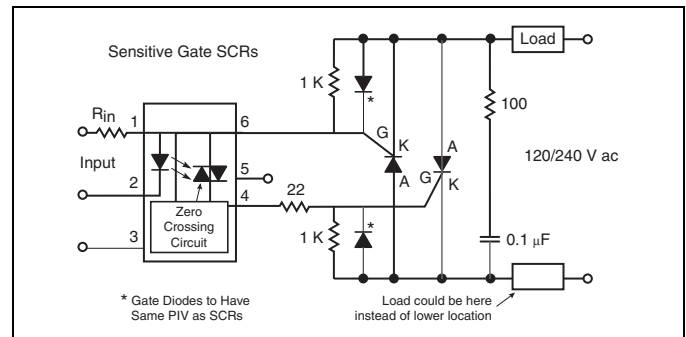 Sensitive Gate SCRs
Load
1 K
*
100
Rin
1
6
G
K
A
A
G
K
120/240 V ac
Input
2
5
4
22
Zero
Crossing
Circuit
3
1 K
*
0.1 μF
* Gate Diodes to Have
Same PIV as SCRs
Load could be here
instead of lower location